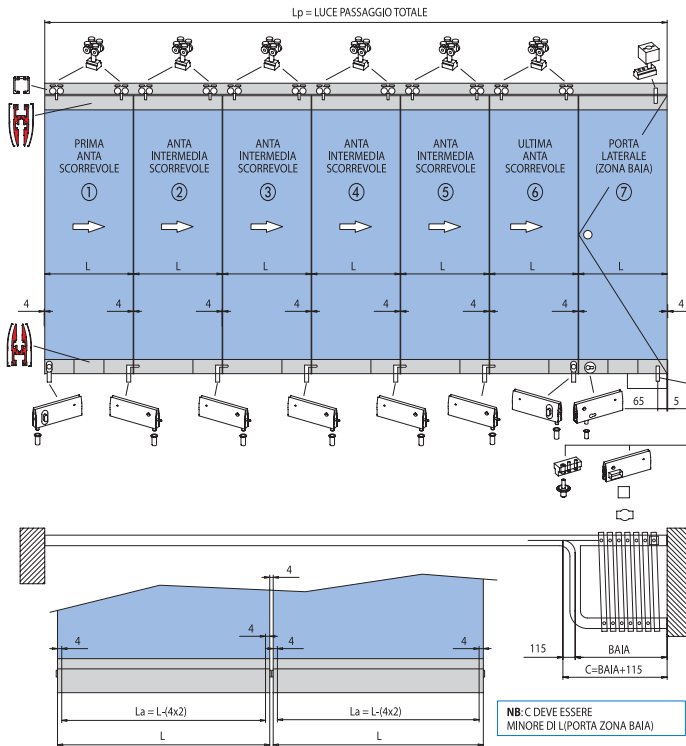 Lp = LUCE PASSAGGIO TOTALE
PRIMA
ANTA
SCORREVOLE
1
ANTA
INTERMEDIA
SCORREVOLE
2
ANTA
INTERMEDIA
SCORREVOLE
3
ANTA
INTERMEDIA
SCORREVOLE
4
ANTA
INTERMEDIA
SCORREVOLE
5
ULTIMA
ANTA
SCORREVOLE
6
PORTA
LATERALE
(ZONA BAIA)
7
L L L L L L L
4 4 4 4 4 4 4 4
65 5
4
4 4 4
La = L-(4x2) La = L-(4x2)
L L
115 BAIA
C=BAIA+115
NB: C DEVE ESSERE
MINORE DI L(PORTA ZONA BAIA)